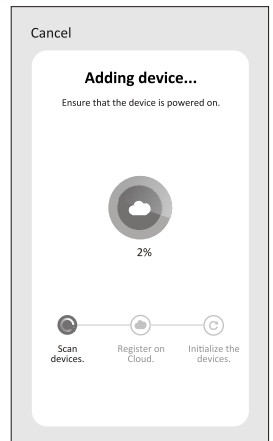 Cancel
Adding device...
Ensure that the device is powered on.
2%
Scan
devices.
Register on
Cloud.
Initialize the
devices.